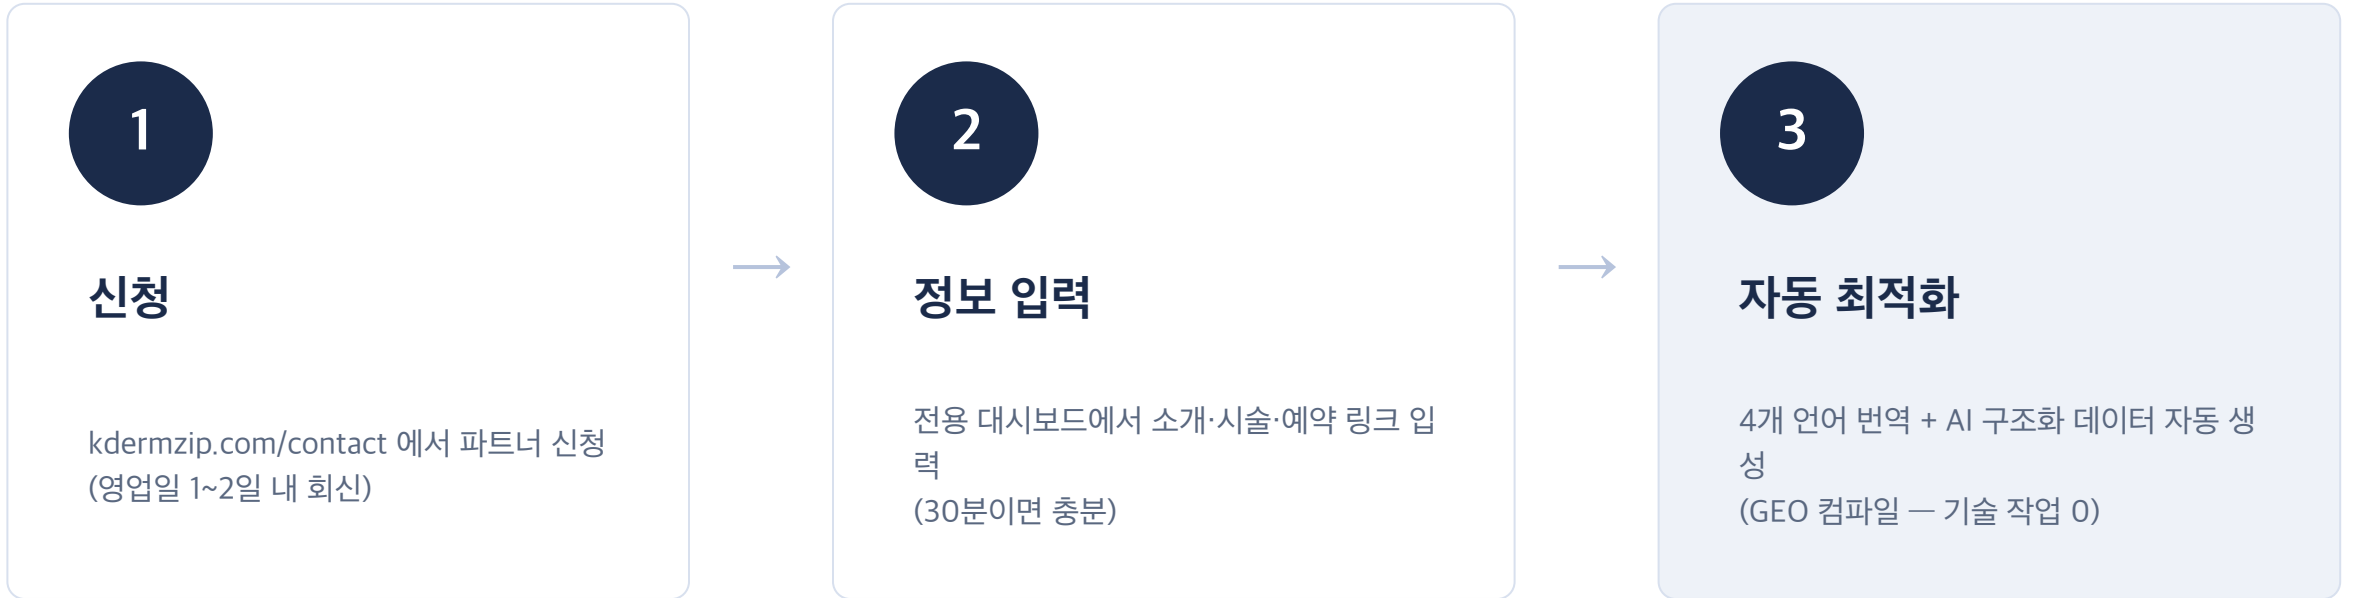 1
신청
kdermzip.com/contact 에서 파트너 신청
(영업일 1~2일 내 회신)
→
2
정보 입력
전용 대시보드에서 소개·시술·예약 링크 입
력
(30분이면 충분)
→
3
자동 최적화
4개 언어 번역 + AI 구조화 데이터 자동 생
성
(GEO 컴파일 — 기술 작업 0)